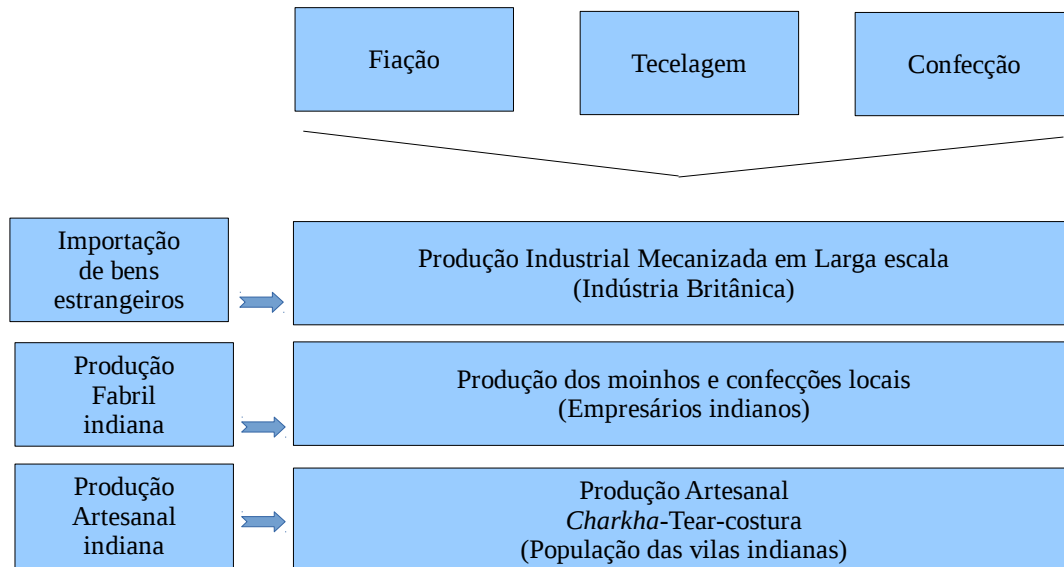 Fiação
Tecelagem
Confecção
Importação
de bens
estrangeiros
Produção Industrial Mecanizada em Larga escala
(Indústria Britânica)
Produção
Fabril
indiana
Produção dos moinhos e confecções locais
(Empresários indianos)
Produção
Artesanal
indiana
Produção Artesanal
Charkha-Tear-costura
(População das vilas indianas)